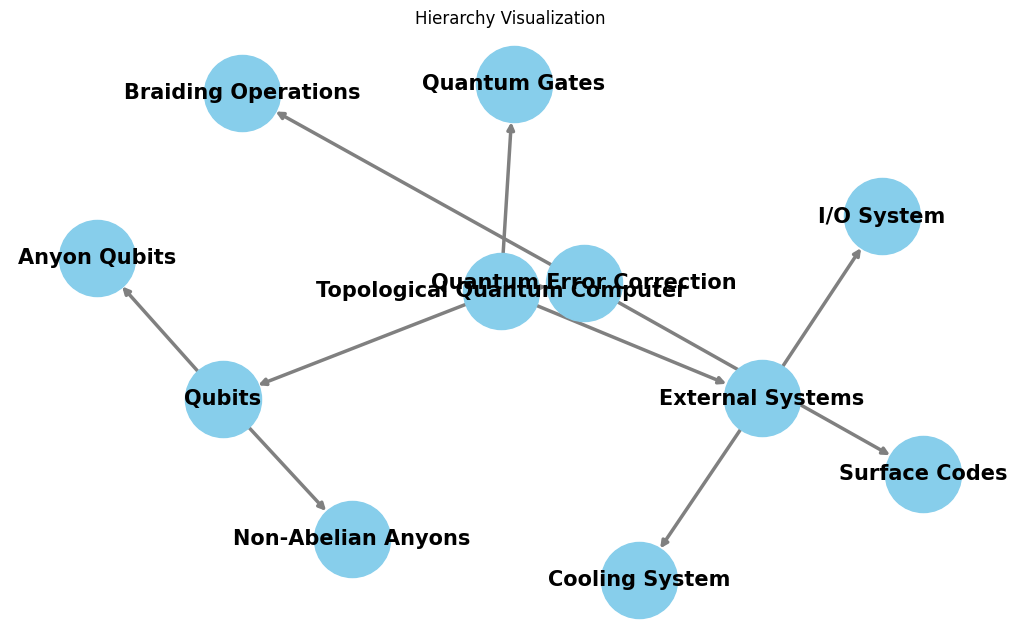 Hierarchy Visualization
Quantum Gates
Braiding Operations
I/O System
Anyon Qubits
Quantum Error Correction
Topological Quantum Computer
Qubits
External Systems
Surface Codes
Non-Abelian Anyons
Cooling System